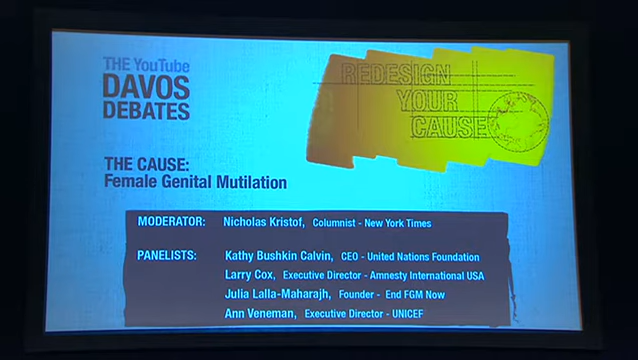 THE YouTube
DAVOS
DEBATES
REDESIGN
YOUR
CAUSE
THE CAUSE:
Female Genital Mutilation
MODERATOR: Nicholas Kristof, Columnist - New York Times
PANELISTS: Kathy Bushkin Calvin, CEO - United Nations Foundation
Larry Cox, Executive Director - Amnesty International USA
Julia Lalla-Maharajh, Founder - End FGM Now
Ann Veneman, Executive Director - UNICEF